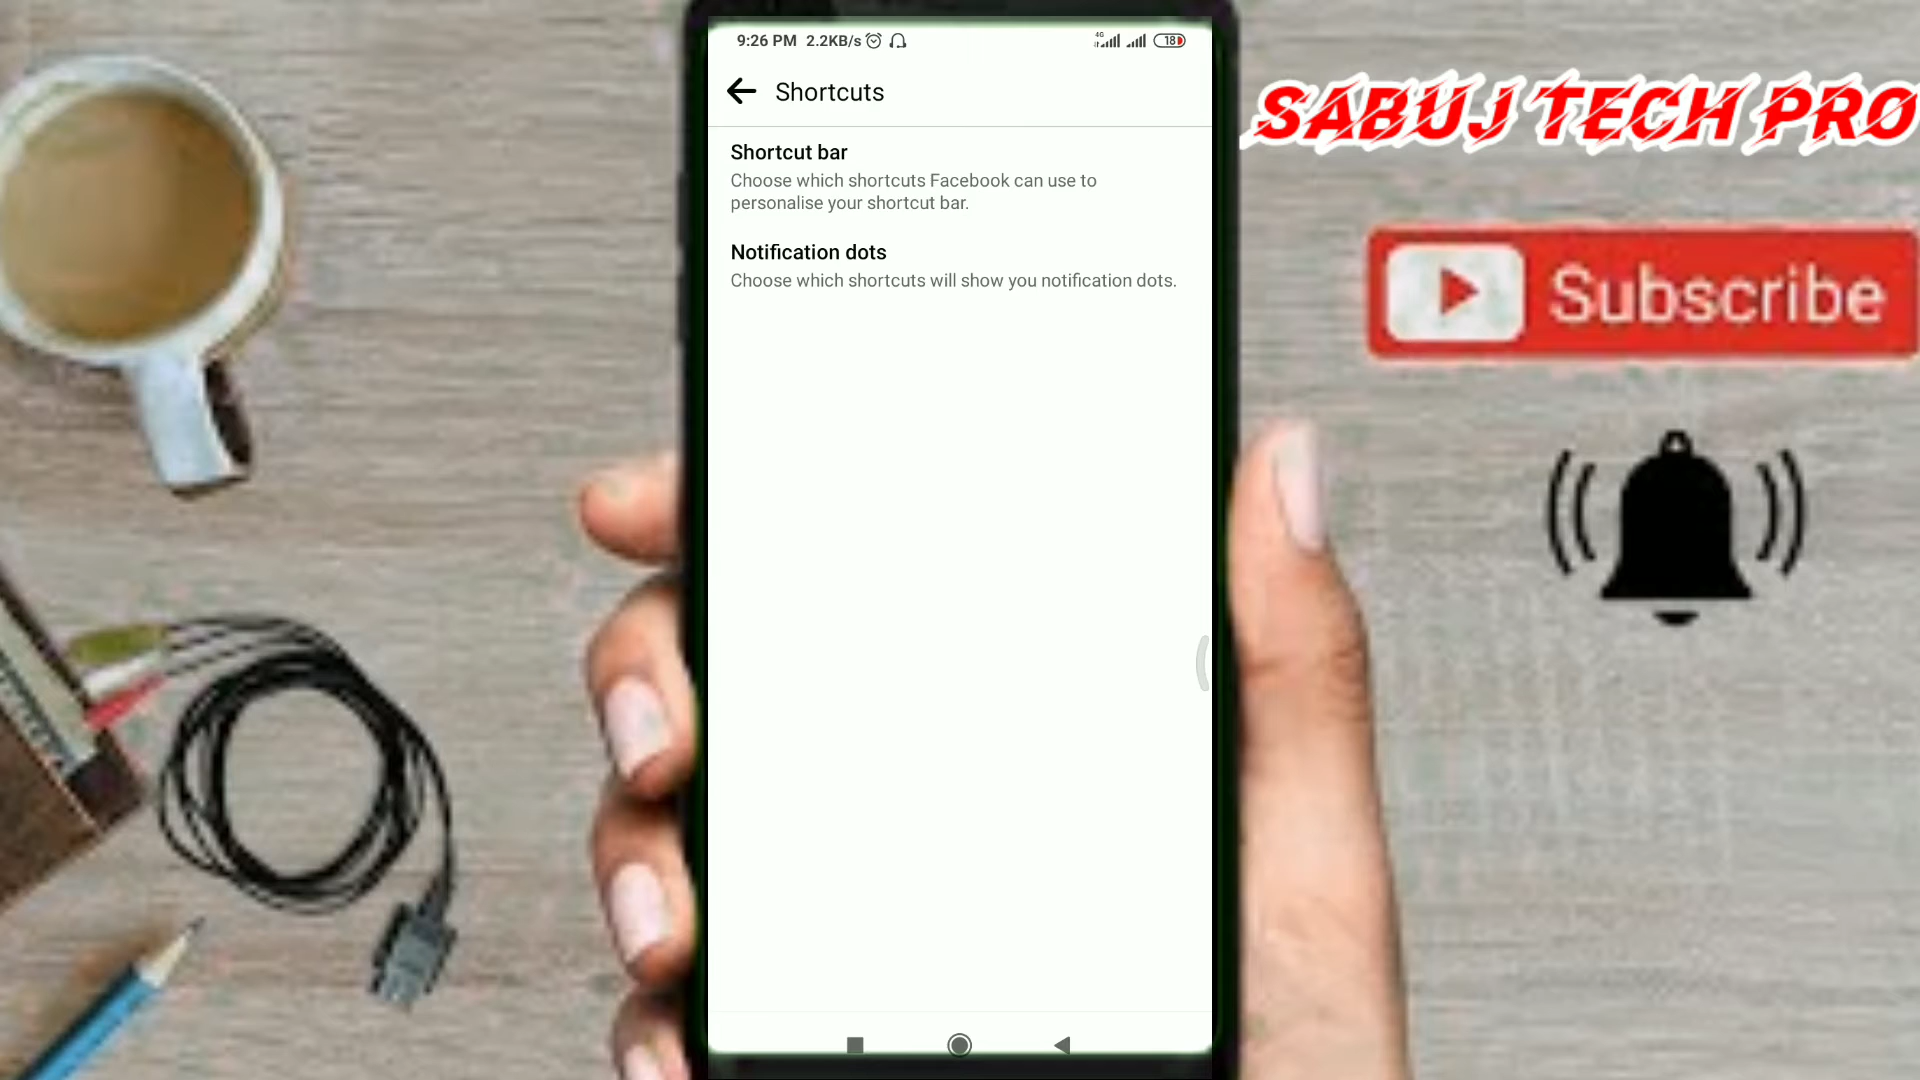 9:26 PM 2.2KB/s
4G
18
Shortcuts
Shortcut bar
Choose which shortcuts Facebook can use to
personalise your shortcut bar.
Notification dots
Choose which shortcuts will show you notification dots.
SABUJ TECH PRO
Subscribe